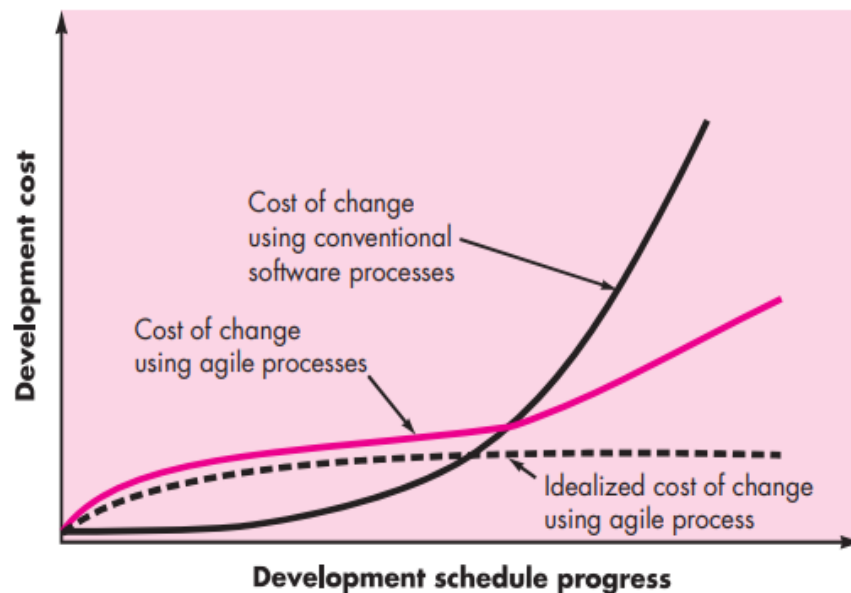 Development cost
Cost of change
using conventional
software processes
Cost of change
using agile processes
Idealized cost of change
using agile process
Development schedule progress